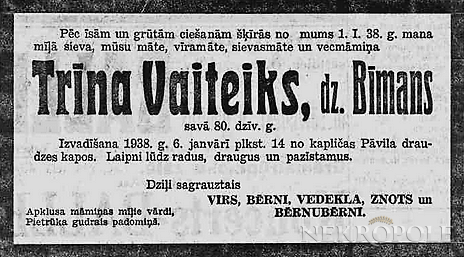 Pēc īsām un grūtām ciešanām šķīrās no mums 1. I. 38. g. mana
mīļā sieva, mūsu māte, vīramāte, sievasmāte un vecmāmiņa
Trīna Vaiteiks, dz. Bīmans
savā 80. dzīv. g.
Izvadīšana 1938. g. 6. janvārī plkst. 14 no kapličas Pāvila drau-
dzes kapos. Laipni lūdz radus, draugus un pazīstamus.
Dziļi sagrauztais
VIRS, BĒRNI, VEDEKLA, ZNOTS un
BĒRNUBĒRNI.
Apklusa māmiņas mīļie vārdi,
Pietrūka gudrais padomiņš.
NEKROPOLE